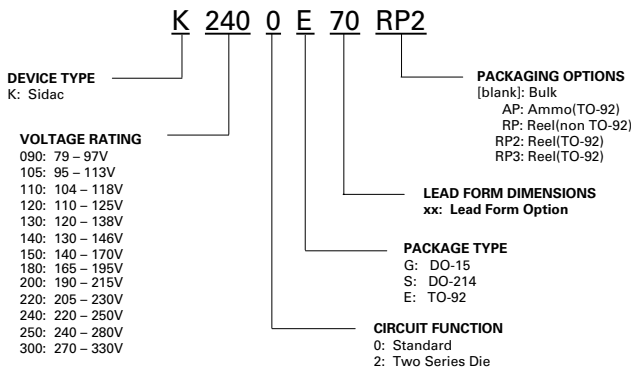 K 240 0 E 70 RP2
DEVICE TYPE
K: Sidac
VOLTAGE RATING
090: 79 – 97V
105: 95 – 113V
110: 104 – 118V
120: 110 – 125V
130: 120 – 138V
140: 130 – 146V
150: 140 – 170V
180: 165 – 195V
200: 190 – 215V
220: 205 – 230V
240: 220 – 250V
250: 240 – 280V
300: 270 – 330V
PACKAGING OPTIONS
[blank]: Bulk
AP: Ammo(TO-92)
RP: Reel(non TO-92)
RP2: Reel(TO-92)
RP3: Reel(TO-92)
LEAD FORM DIMENSIONS
xx: Lead Form Option
PACKAGE TYPE
G: DO-15
S: DO-214
E: TO-92
CIRCUIT FUNCTION
0: Standard
2: Two Series Die